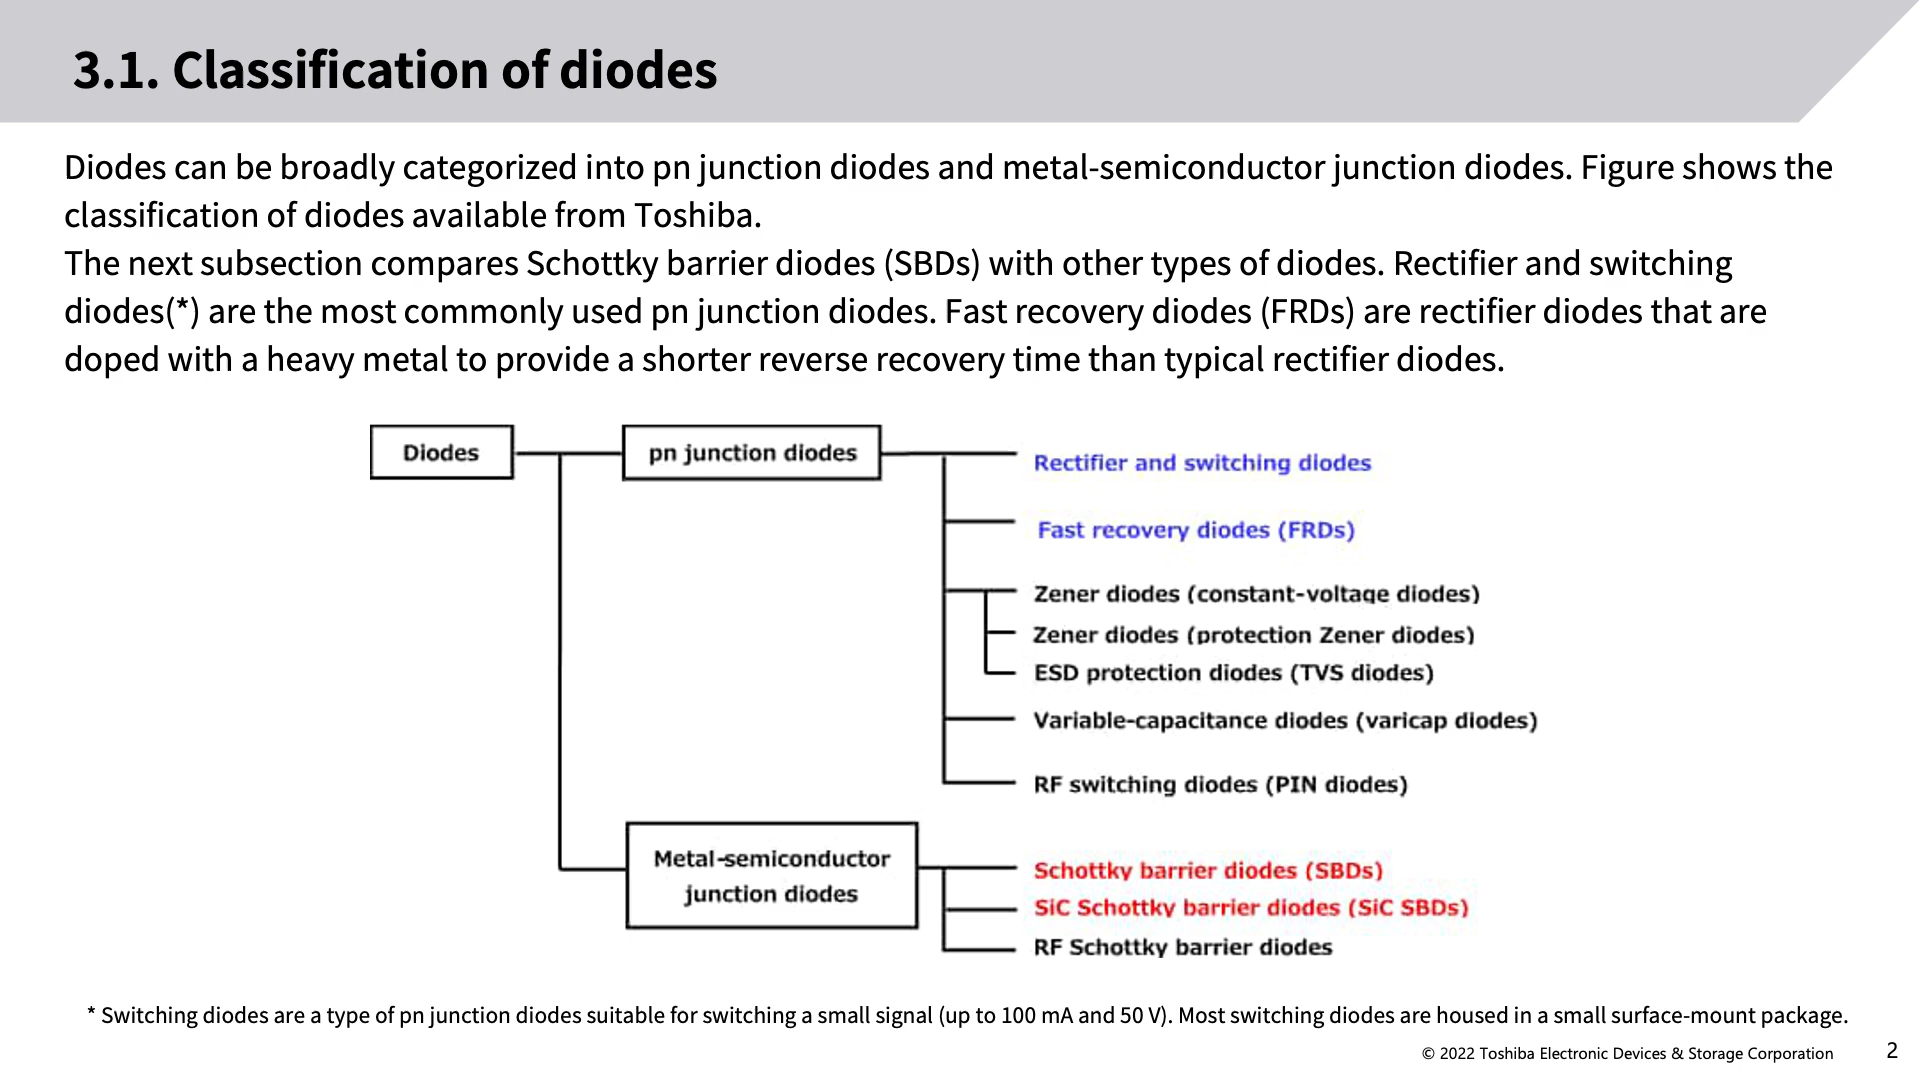 3.1. Classification of diodes
Diodes can be broadly categorized into pn junction diodes and metal-semiconductor junction diodes. Figure shows the
classification of diodes available from Toshiba.
The next subsection compares Schottky barrier diodes (SBDs) with other types of diodes. Rectifier and switching
diodes(*) are the most commonly used pn junction diodes. Fast recovery diodes (FRDs) are rectifier diodes that are
doped with a heavy metal to provide a shorter reverse recovery time than typical rectifier diodes.
Diodes
pn junction diodes
Rectifier and switching diodes
Fast recovery diodes (FRDs)
Zener diodes (constant-voltage diodes)
Zener diodes (protection Zener diodes)
ESD protection diodes (TVS diodes)
Variable-capacitance diodes (varicap diodes)
RF switching diodes (PIN diodes)
Metal-semiconductor
junction diodes
Schottky barrier diodes (SBDs)
SiC Schottky barrier diodes (SiC SBDs)
RF Schottky barrier diodes
* Switching diodes are a type of pn junction diodes suitable for switching a small signal (up to 100 mA and 50 V). Most switching diodes are housed in a small surface-mount package.
© 2022 Toshiba Electronic Devices & Storage Corporation
2